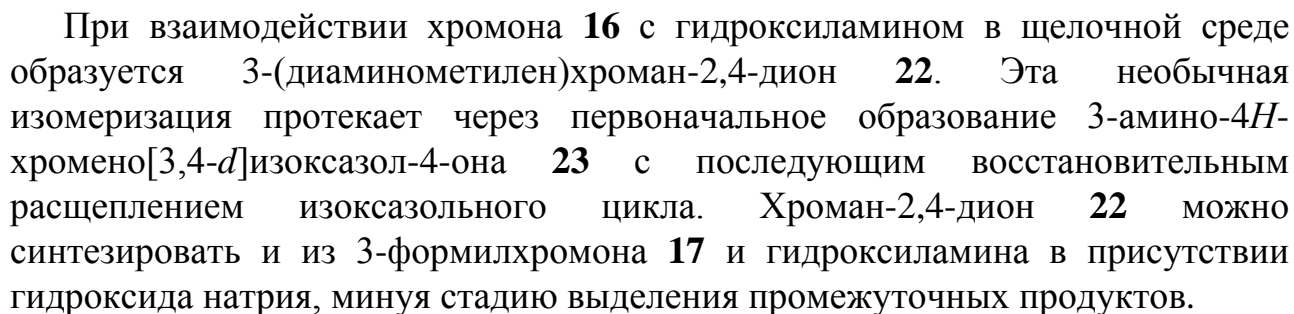 При взаимодействии хромона 16 с гидроксиламином в щелочной среде
образуется 3-(диаминометилен)хроман-2,4-дион 22. Эта необычная
изомеризация протекает через первоначальное образование 3-амино-4H-
хромено[3,4-d]изоксазол-4-она 23 с последующим восстановительным
расщеплением изоксазольного цикла. Хроман-2,4-дион 22 можно
синтезировать и из 3-формилхромона 17 и гидроксиламина в присутствии
гидроксида натрия, минуя стадию выделения промежуточных продуктов.